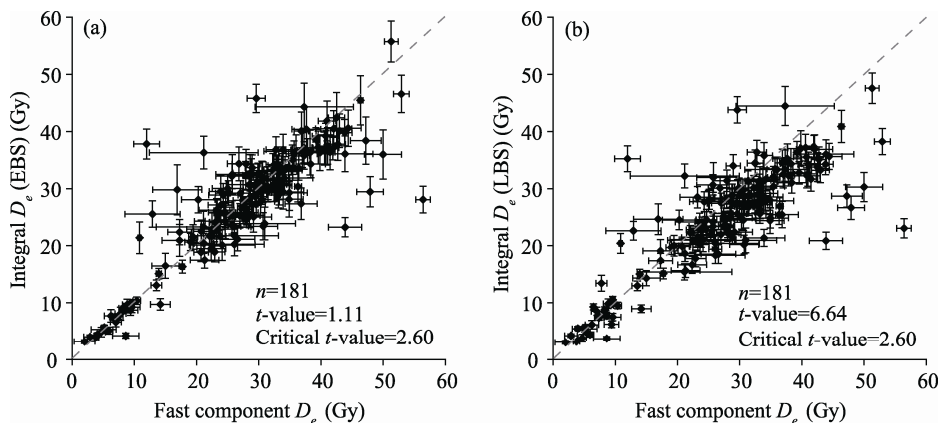 (a)
60
50
40
30
20
10
0
Integral De (EBS) (Gy)
n=181
t-value=1.11
Critical t-value=2.60
0 10 20 30 40 50 60
Fast component De (Gy)
(b)
60
50
40
30
20
10
0
Integral De (LBS) (Gy)
n=181
t-value=6.64
Critical t-value=2.60
0 10 20 30 40 50 60
Fast component De (Gy)